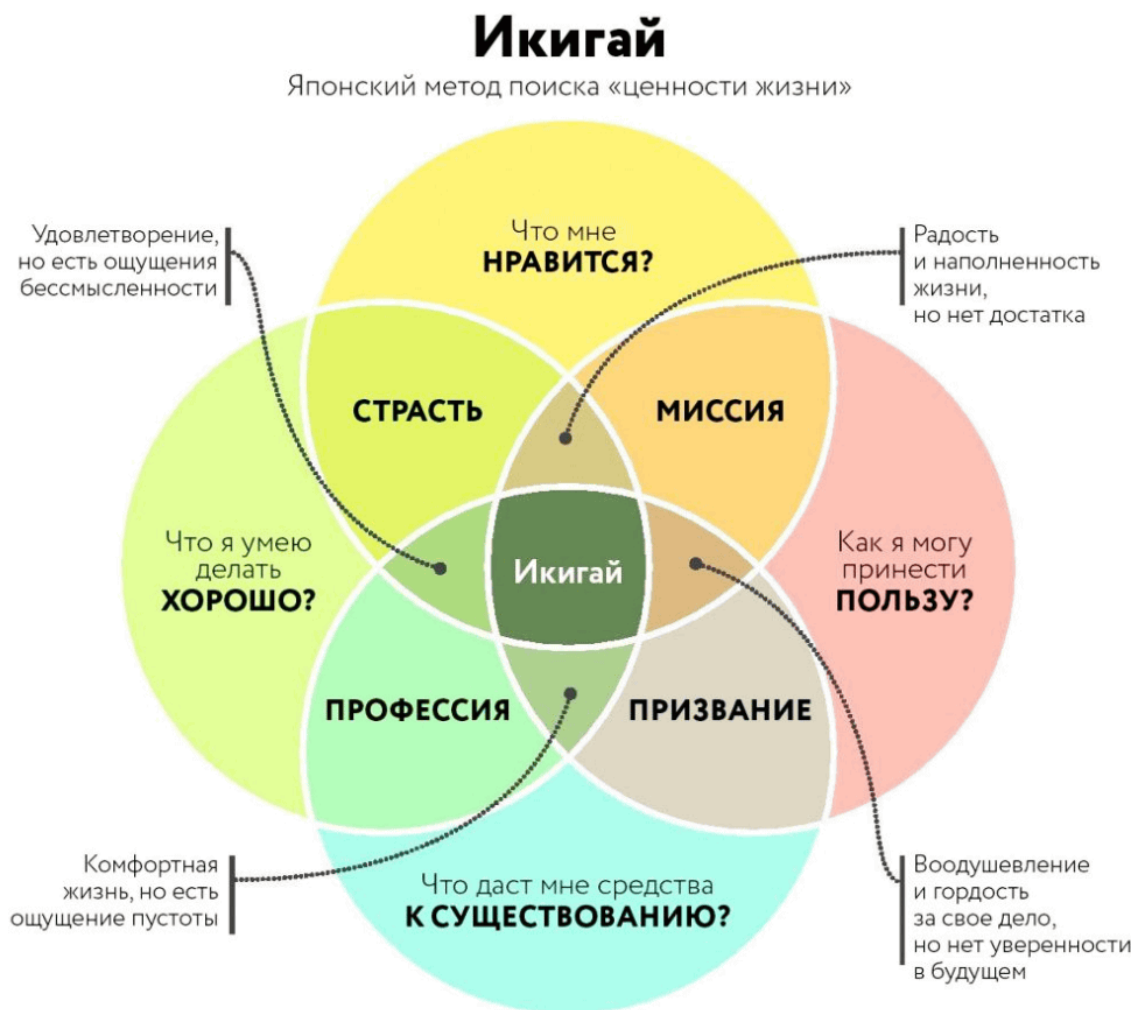 Икигай
Японский метод поиска «ценности жизни»
Удовлетворение,
но есть ощущения
бессмысленности
Что мне
НРАВИТСЯ?
Радость
и наполненность
жизни,
но нет достатка
СТРАСТЬ
МИССИЯ
Что я умею
делать
ХОРОШО?
Икигай
Как я могу
принести
ПОЛЬЗУ?
ПРОФЕССИЯ
ПРИЗВАНИЕ
Комфортная
жизнь, но есть
ощущение пустоты
Что даст мне средства
К СУЩЕСТВОВАНИЮ?
Воодушевление
и гордость
за свое дело,
но нет уверенности
в будущем